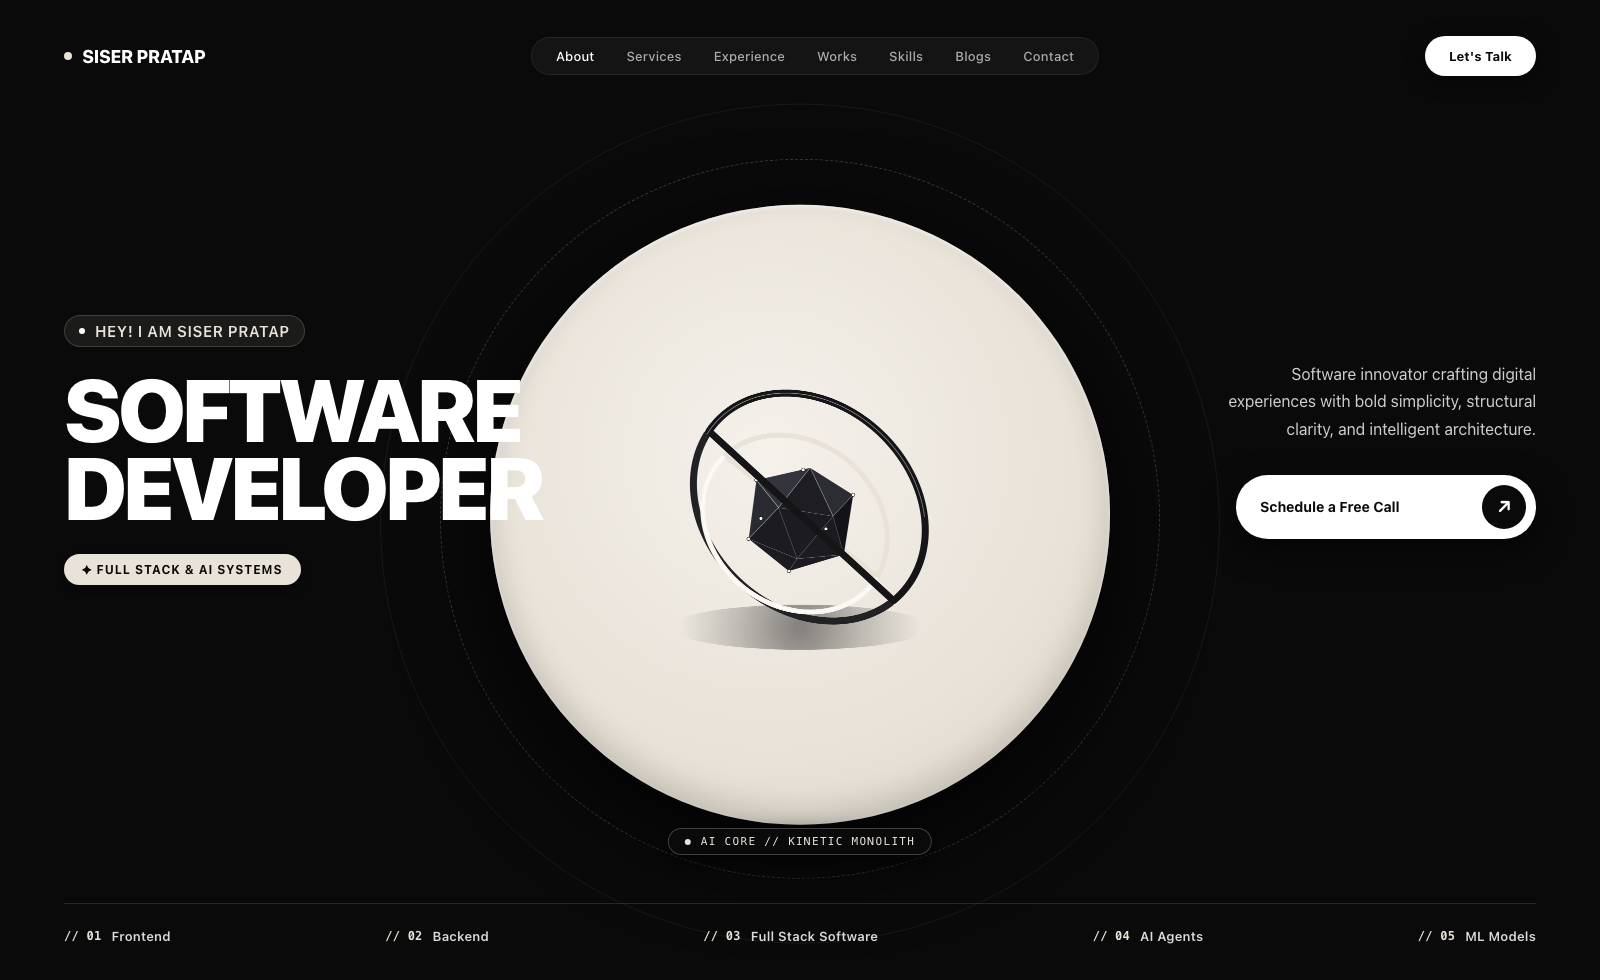 SISER PRATAP
About Services Experience Works Skills Blogs Contact
Let's Talk
HEY! I AM SISER PRATAP
SOFTWARE
DEVELOPER
✦ FULL STACK & AI SYSTEMS
Software innovator crafting digital
experiences with bold simplicity, structural
clarity, and intelligent architecture.
Schedule a Free Call
AI CORE // KINETIC MONOLITH
// 01 Frontend
// 02 Backend
// 03 Full Stack Software
// 04 AI Agents
// 05 ML Models